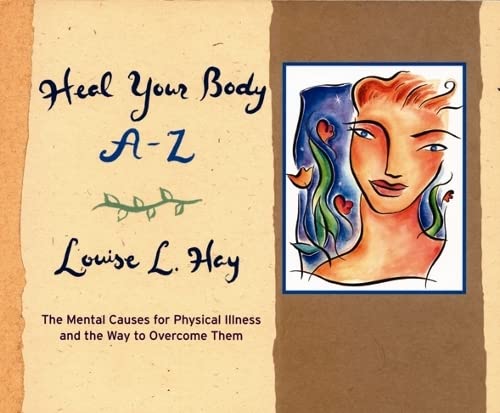 Heal Your Body
A-Z
Louise L. Hay
The Mental Causes for Physical Illness
and the Way to Overcome Them